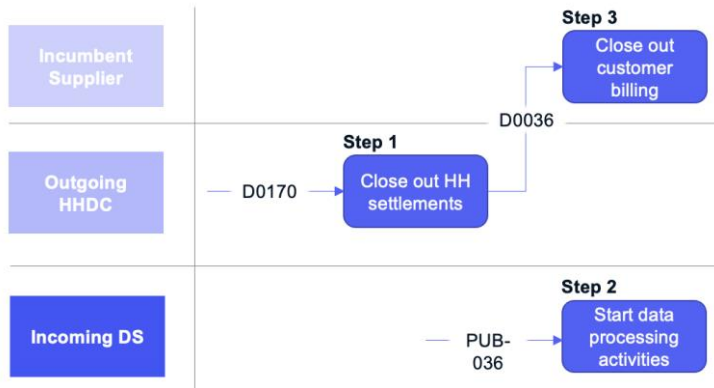 Step 3
Incumbent
Supplier
Close out
customer
billing
D0036
Step 1
Outgoing
HHDC
D0170
Close out HH
settlements
Step 2
Incoming DS
PUB-
036
Start data
processing
activities